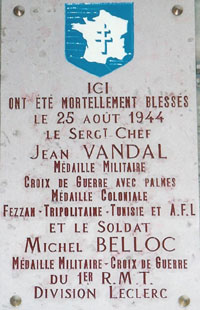 ICI
ONT ÉTÉ MORTELLEMENT BLESSÉS
LE 25 AOÛT 1944
LE SERGT CHEF
JEAN VANDAL
MÉDAILLE MILITAIRE
CROIX DE GUERRE AVEC PALMES
MÉDAILLE COLONIALE
FEZZAN-TRIPOLITAINE-TUNISIE ET A.F.L
ET LE SOLDAT
MICHEL BELLOC
MÉDAILLE MILITAIRE-CROIX DE GUERRE
DU 1ER R.M.T.
DIVISION LECLERC